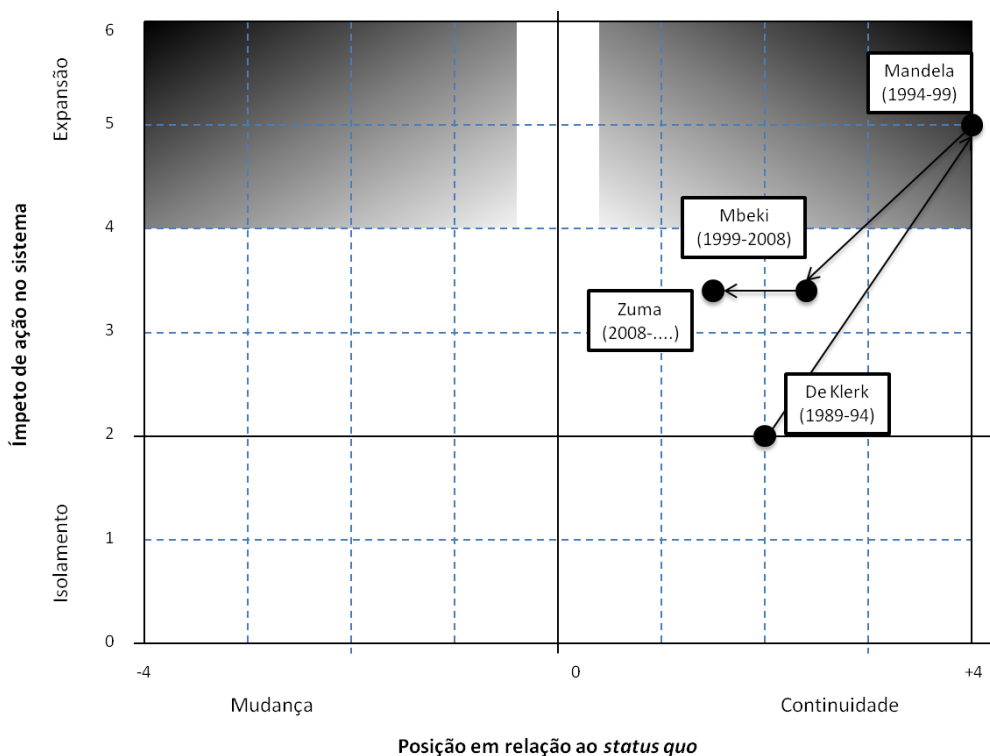 6
Expansão
Mandela
(1994-99)
5
Mbeki
(1999-2008)
4
Ímpeto de ação no sistema
Zuma
(2008-....)
3
De Klerk
(1989-94)
2
Isolamento
1
0
-4
0
+4
Mudança
Continuidade
Posição em relação ao status quo